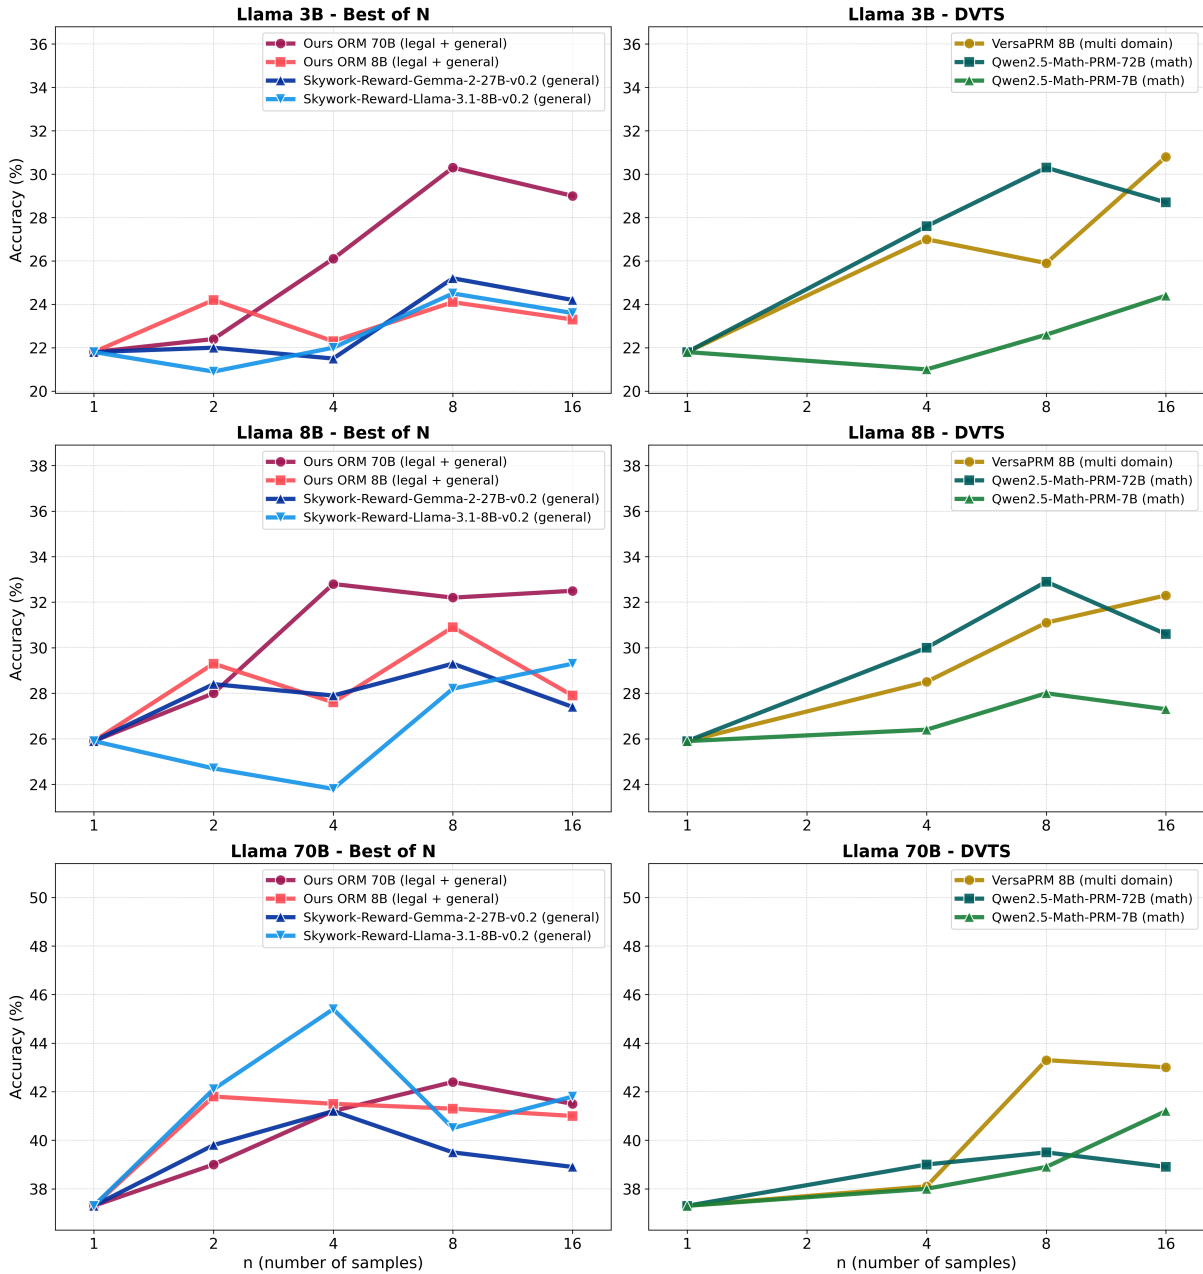 Llama 3B - Best of N
Accuracy (%)
36
34
32
30
28
26
24
22
20
Ours ORM 70B (legal + general)
Ours ORM 8B (legal + general)
Skywork-Reward-Gemma-2-27B-v0.2 (general)
Skywork-Reward-Llama-3.1-8B-v0.2 (general)
1 2 4 8 16
Llama 3B - DVTS
36
34
32
30
28
26
24
22
20
VersaPRM 8B (multi domain)
Qwen2.5-Math-PRM-72B (math)
Qwen2.5-Math-PRM-7B (math)
1 2 4 8 16
Llama 8B - Best of N
Accuracy (%)
38
36
34
32
30
28
26
24
Ours ORM 70B (legal + general)
Ours ORM 8B (legal + general)
Skywork-Reward-Gemma-2-27B-v0.2 (general)
Skywork-Reward-Llama-3.1-8B-v0.2 (general)
1 2 4 8 16
Llama 8B - DVTS
38
36
34
32
30
28
26
24
VersaPRM 8B (multi domain)
Qwen2.5-Math-PRM-72B (math)
Qwen2.5-Math-PRM-7B (math)
1 2 4 8 16
Llama 70B - Best of N
Accuracy (%)
50
48
46
44
42
40
38
Ours ORM 70B (legal + general)
Ours ORM 8B (legal + general)
Skywork-Reward-Gemma-2-27B-v0.2 (general)
Skywork-Reward-Llama-3.1-8B-v0.2 (general)
1 2 4 8 16
n (number of samples)
Llama 70B - DVTS
50
48
46
44
42
40
38
VersaPRM 8B (multi domain)
Qwen2.5-Math-PRM-72B (math)
Qwen2.5-Math-PRM-7B (math)
1 2 4 8 16
n (number of samples)